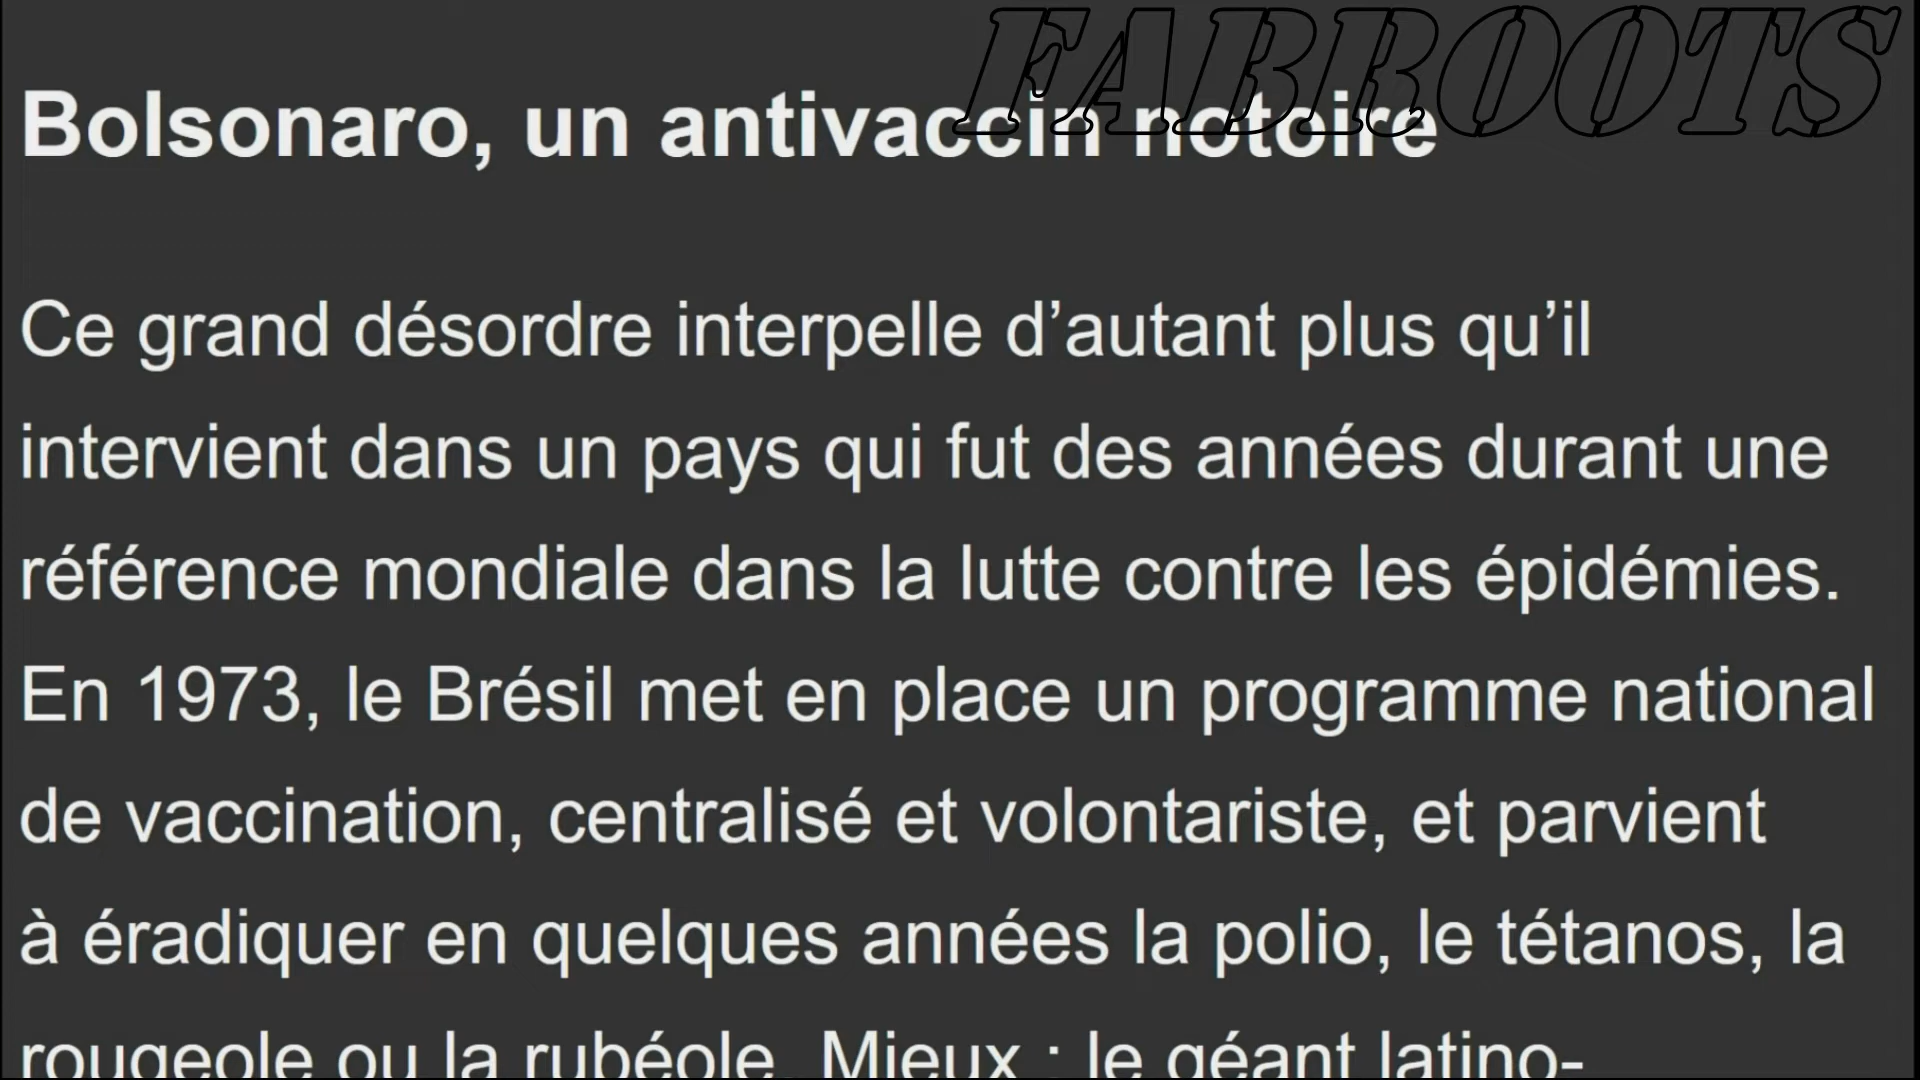 FABROOTS
Bolsonaro, un antivaccin notoire
Ce grand désordre interpelle d’autant plus qu’il
intervient dans un pays qui fut des années durant une
référence mondiale dans la lutte contre les épidémies.
En 1973, le Brésil met en place un programme national
de vaccination, centralisé et volontariste, et parvient
à éradiquer en quelques années la polio, le tétanos, la
rougeole ou la rubéole. Mieux : le géant latino-